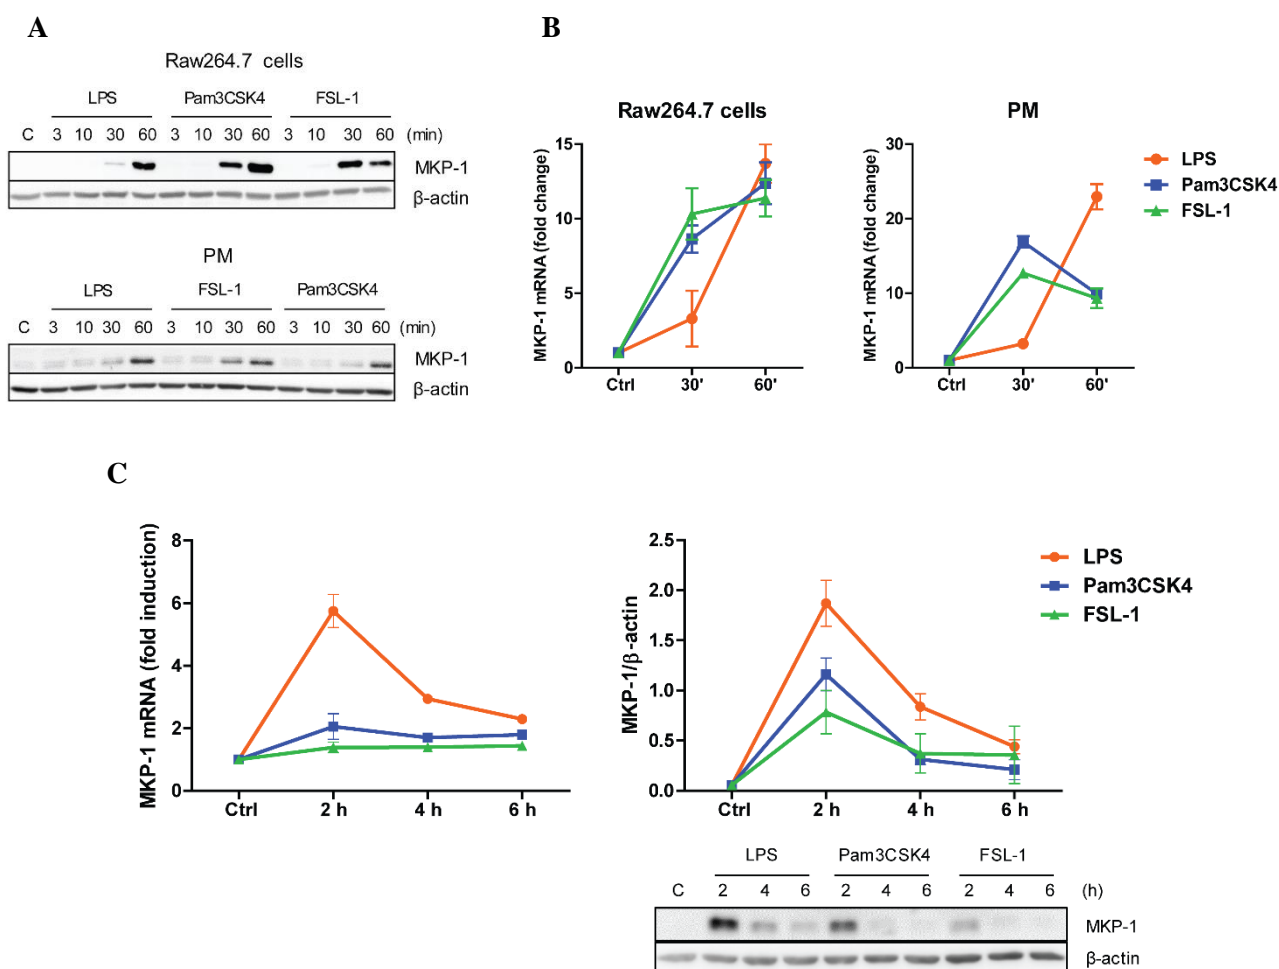 A
Raw264.7 cells
LPS Pam3CSK4 FSL-1
C 3 10 30 60 3 10 30 60 3 10 30 60 (min)
MKP-1
β-actin
PM
LPS FSL-1 Pam3CSK4
C 3 10 30 60 3 10 30 60 3 10 30 60 (min)
MKP-1
β-actin
B
Raw264.7 cells
MKP-1 mRNA (fold change)
15
10
5
0
Ctrl 30' 60'
PM
MKP-1 mRNA (fold change)
30
20
10
0
Ctrl 30' 60'
LPS
Pam3CSK4
FSL-1
C
MKP-1 mRNA (fold induction)
8
6
4
2
0
Ctrl 2 h 4 h 6 h
MKP-1/β-actin
2.5
2.0
1.5
1.0
0.5
0.0
Ctrl 2 h 4 h 6 h
LPS
Pam3CSK4
FSL-1
LPS Pam3CSK4 FSL-1
C 2 4 6 2 4 6 2 4 6 (h)
MKP-1
β-actin